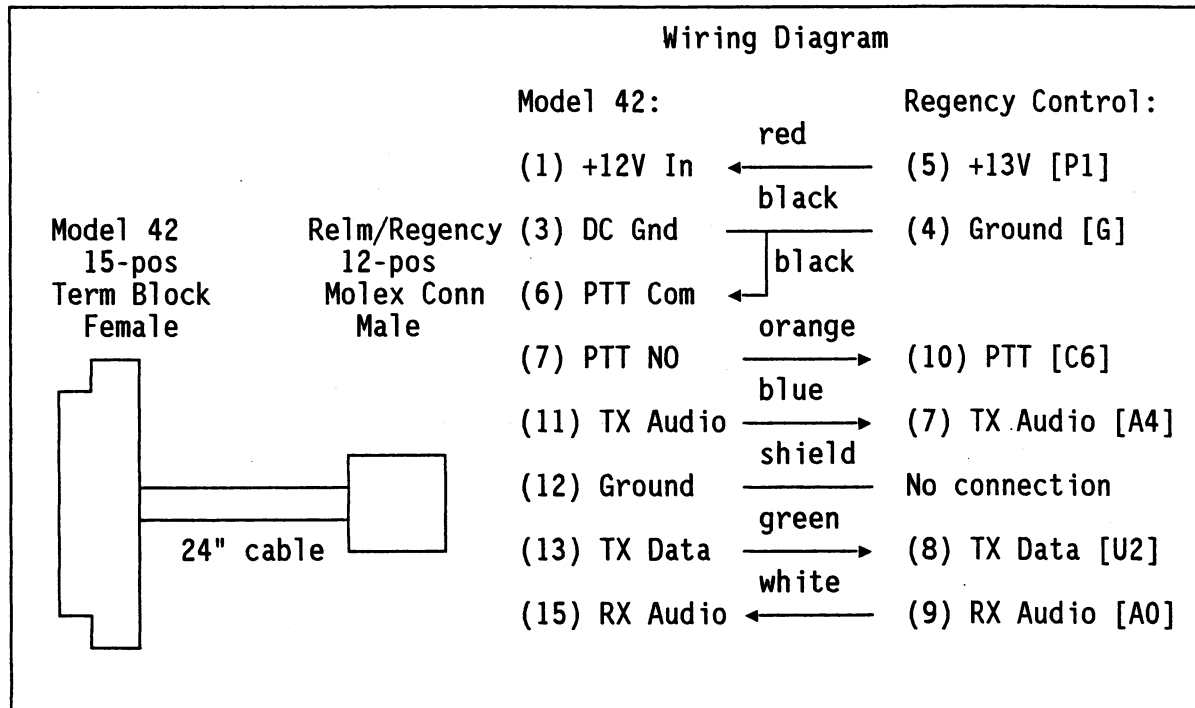 Wiring Diagram
Model 42:
Regency Control:
red
(1) +12V In
(5) +13V [P1]
black
Model 42
15-pos
Term Block
Female
Relm/Regency
12-pos
Molex Conn
Male
(3) DC Gnd
(4) Ground [G]
black
(6) PTT Com
orange
(7) PTT NO
(10) PTT [C6]
blue
(11) TX Audio
(7) TX Audio [A4]
shield
(12) Ground
No connection
green
24" cable
(13) TX Data
(8) TX Data [U2]
white
(15) RX Audio
(9) RX Audio [A0]